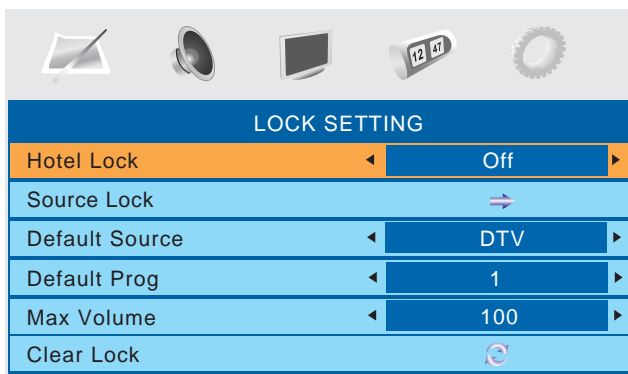 12 47
LOCK SETTING
Hotel Lock Off
Source Lock
Default Source DTV
Default Prog 1
Max Volume 100
Clear Lock